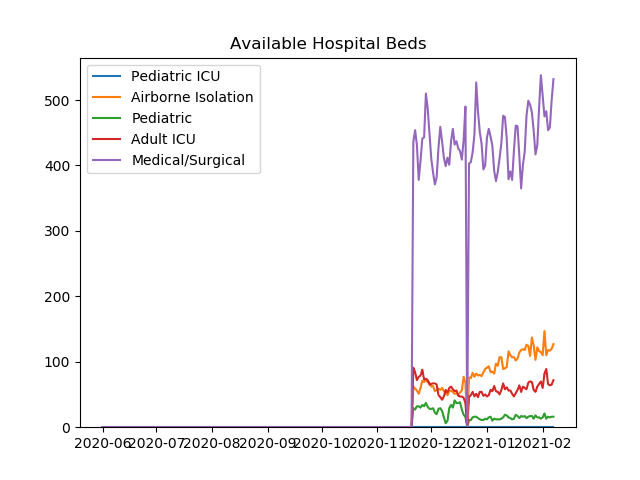 Available Hospital Beds
Pediatric ICU
Airborne Isolation
Pediatric
Adult ICU
Medical/Surgical
500
400
300
200
100
0
2020-06 2020-07 2020-08 2020-09 2020-10 2020-11 2020-12 2021-01 2021-02